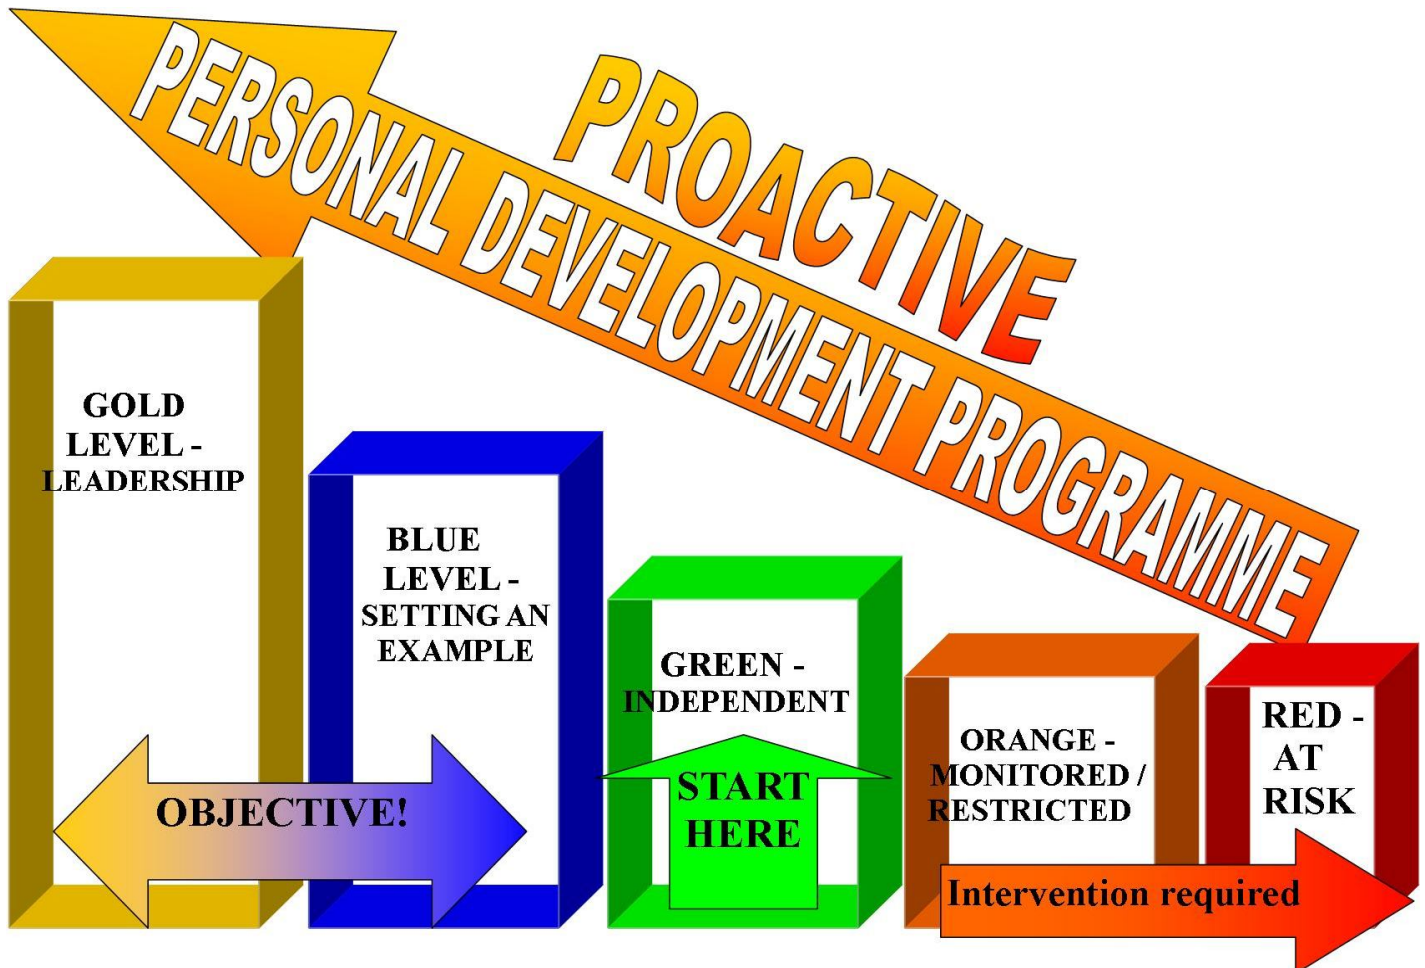 PROACTIVE
PERSONAL DEVELOPMENT PROGRAMME
GOLD
LEVEL -
LEADERSHIP
BLUE
LEVEL -
SETTING AN
EXAMPLE
GREEN -
INDEPENDENT
ORANGE -
MONITORED /
RESTRICTED
RED -
AT
RISK
OBJECTIVE!
START
HERE
Intervention required